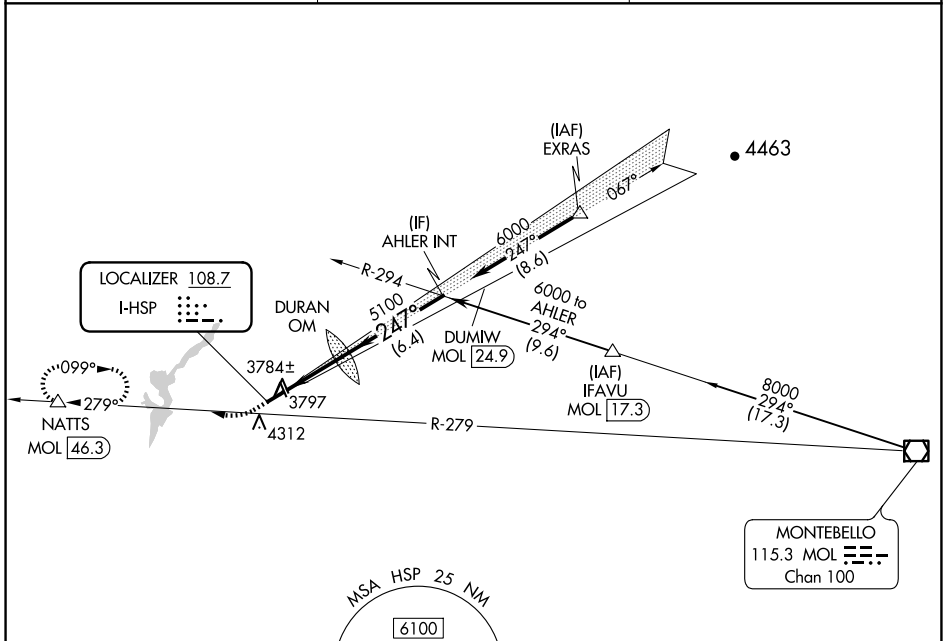 (IAF)
EXRAS
4463
067°
6000
247°
(8.6)
(IF)
AHLER INT
R-294
LOCALIZER 108.7
I-HSP
DURAN
OM
5100
247°
(6.4)
DUMIW
MOL 24.9
6000 to
AHLER
294°
(9.6)
(IAF)
IFAVU
MOL 17.3
8000
294°
(17.3)
3784±
3797
4312
099°
279°
NATTS
MOL 46.3
R-279
MONTEBELLO
115.3 MOL
Chan 100
MSA HSP 25 NM
6100